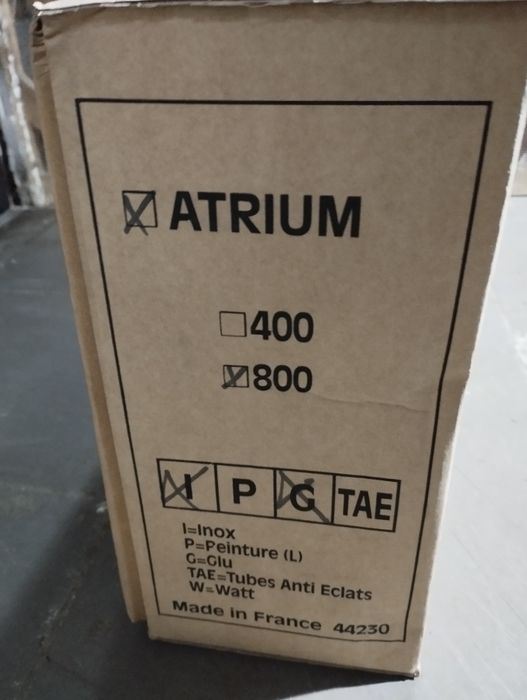 ATRIUM
400
800
I P G TAE
I=Inox
P=Peinture (L)
G=Glu
TAE=Tubes Anti Eclats
W=Watt
Made in France 44230